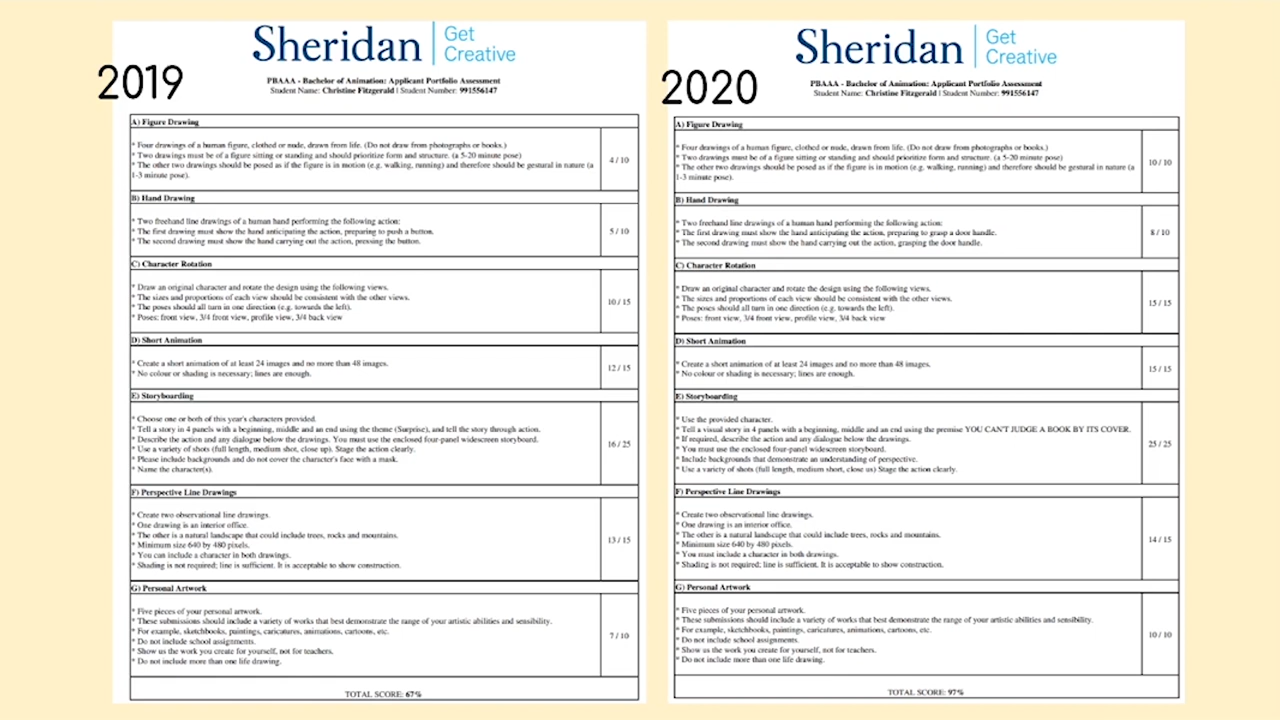 2019
Sheridan
Get
Creative
PBAAA - Bachelor of Animation: Applicant Portfolio Assessment
Student Name: Christine Fitzgerald | Student Number: 991556147
A) Figure Drawing
* Four drawings of a human figure, clothed or nude, drawn from life. (Do not draw from photographs or books.)
* Two drawings must be of a figure sitting or standing and should prioritize form and structure. (a 5-20 minute pose)
* The other two drawings should be posed as if the figure is in motion (e.g. walking, running) and therefore should be gestural in nature (a
1-3 minute pose).
4 / 10
B) Hand Drawing
* Two freehand line drawings of a human hand performing the following action:
* The first drawing must show the hand anticipating the action, preparing to push a button.
* The second drawing must show the hand carrying out the action, pressing the button.
5 / 10
C) Character Rotation
* Draw an original character and rotate the design using the following views.
* The sizes and proportions of each view should be consistent with the other views.
* The poses should all turn in one direction (e.g. towards the left).
* Poses: front view, 3/4 front view, profile view, 3/4 back view
10 / 15
D) Short Animation
* Create a short animation of at least 24 images and no more than 48 images.
* No colour or shading is necessary; lines are enough.
12 / 15
E) Storyboarding
* Choose one or both of this year's characters provided.
* Tell a story in 4 panels with a beginning, middle and an end using the theme (Surprise), and tell the story through action.
* Describe the action and any dialogue below the drawings. You must use the enclosed four-panel widescreen storyboard.
* Use a variety of shots (full length, medium shot, close up). Stage the action clearly.
* Please include backgrounds and do not cover the character's face with a mask.
* Name the character(s).
16 / 25
F) Perspective Line Drawings
* Create two observational line drawings.
* One drawing is an interior office.
* The other is a natural landscape that could include trees, rocks and mountains.
* Minimum size 640 by 480 pixels.
* You can include a character in both drawings.
* Shading is not required; line is sufficient. It is acceptable to show construction.
13 / 15
G) Personal Artwork
* Five pieces of your personal artwork.
* These submissions should include a variety of works that best demonstrate the range of your artistic abilities and sensibility.
* For example, sketchbooks, paintings, caricatures, animations, cartoons, etc.
* Do not include school assignments.
* Show us the work you create for yourself, not for teachers.
* Do not include more than one life drawing.
7 / 10
TOTAL SCORE: 67%
2020
Sheridan
Get
Creative
PBAAA - Bachelor of Animation: Applicant Portfolio Assessment
Student Name: Christine Fitzgerald | Student Number: 991556147
A) Figure Drawing
* Four drawings of a human figure, clothed or nude, drawn from life. (Do not draw from photographs or books.)
* Two drawings must be of a figure sitting or standing and should prioritize form and structure. (a 5-20 minute pose)
* The other two drawings should be posed as if the figure is in motion (e.g. walking, running) and therefore should be gestural in nature (a
1-3 minute pose).
10 / 10
B) Hand Drawing
* Two freehand line drawings of a human hand performing the following action:
* The first drawing must show the hand anticipating the action, preparing to grasp a door handle.
* The second drawing must show the hand carrying out the action, grasping the door handle.
8 / 10
C) Character Rotation
* Draw an original character and rotate the design using the following views.
* The sizes and proportions of each view should be consistent with the other views.
* The poses should all turn in one direction (e.g. towards the left).
* Poses: front view, 3/4 front view, profile view, 3/4 back view
15 / 15
D) Short Animation
* Create a short animation of at least 24 images and no more than 48 images.
* No colour or shading is necessary; lines are enough.
15 / 15
E) Storyboarding
* Use the provided character.
* Tell a visual story in 4 panels with a beginning, middle and an end using the premise YOU CAN'T JUDGE A BOOK BY ITS COVER.
* If required, describe the action and any dialogue below the drawings.
* You must use the enclosed four-panel widescreen storyboard.
* Include backgrounds that demonstrate an understanding of perspective.
* Use a variety of shots (full length, medium short, close us) Stage the action clearly.
25 / 25
F) Perspective Line Drawings
* Create two observational line drawings.
* One drawing is an interior office.
* The other is a natural landscape that could include trees, rocks and mountains.
* Minimum size 640 by 480 pixels.
* You must include a character in both drawings.
* Shading is not required; line is sufficient. It is acceptable to show construction.
14 / 15
G) Personal Artwork
* Five pieces of your personal artwork.
* These submissions should include a variety of works that best demonstrate the range of your artistic abilities and sensibility.
* For example, sketchbooks, paintings, caricatures, animations, cartoons, etc.
* Do not include school assignments.
* Show us the work you create for yourself, not for teachers.
* Do not include more than one life drawing.
10 / 10
TOTAL SCORE: 97%